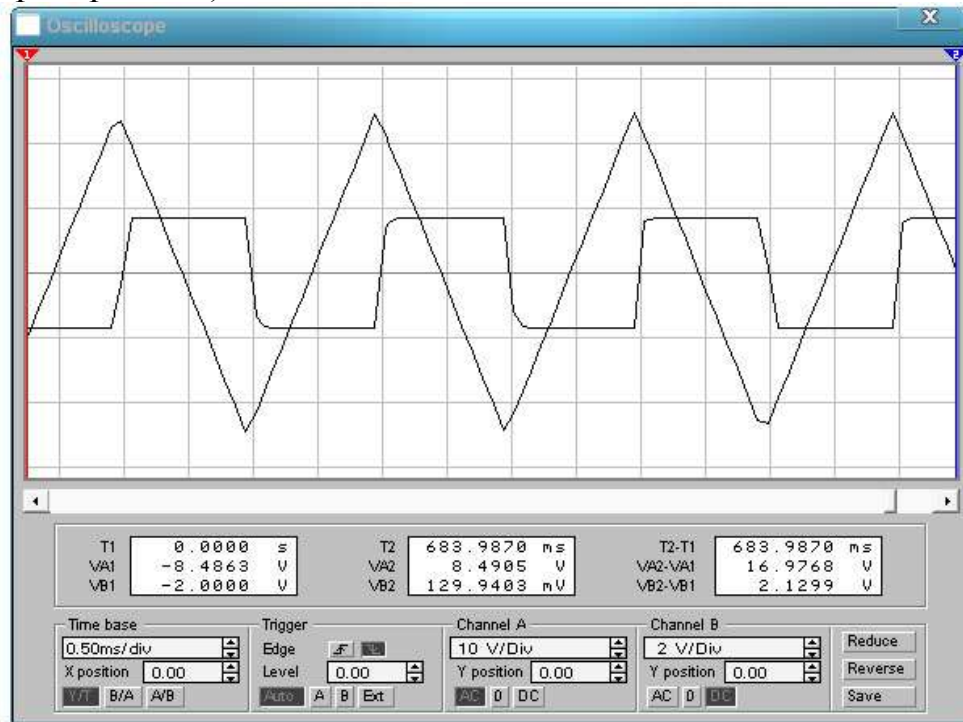 Oscilloscope
X
1
2
T1 0.0000 s T2 683.9870 ms T2-T1 683.9870 ms
VA1 -8.4863 V VA2 8.4905 V VA2-VA1 16.9768 V
VB1 -2.0000 V VB2 129.9403 mV VB2-VB1 2.1299 V
Time base Trigger Channel A Channel B
0.50ms/div Edge 10 V/Div 2 V/Div Reduce
X position 0.00 Level 0.00 Y position 0.00 Y position 0.00 Reverse
Y/T B/A A/B Auto A B Ext AC 0 DC AC 0 DC Save